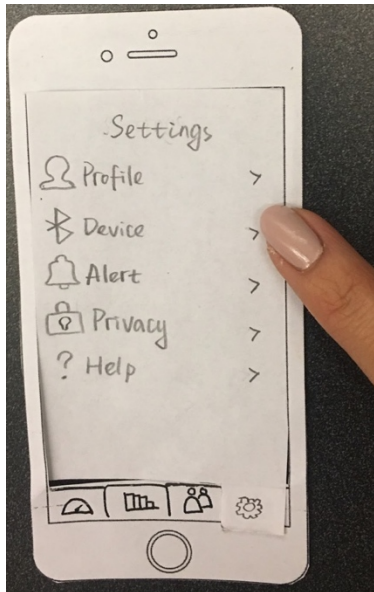 Settings
Profile >
Device >
Alert >
Privacy >
? Help >